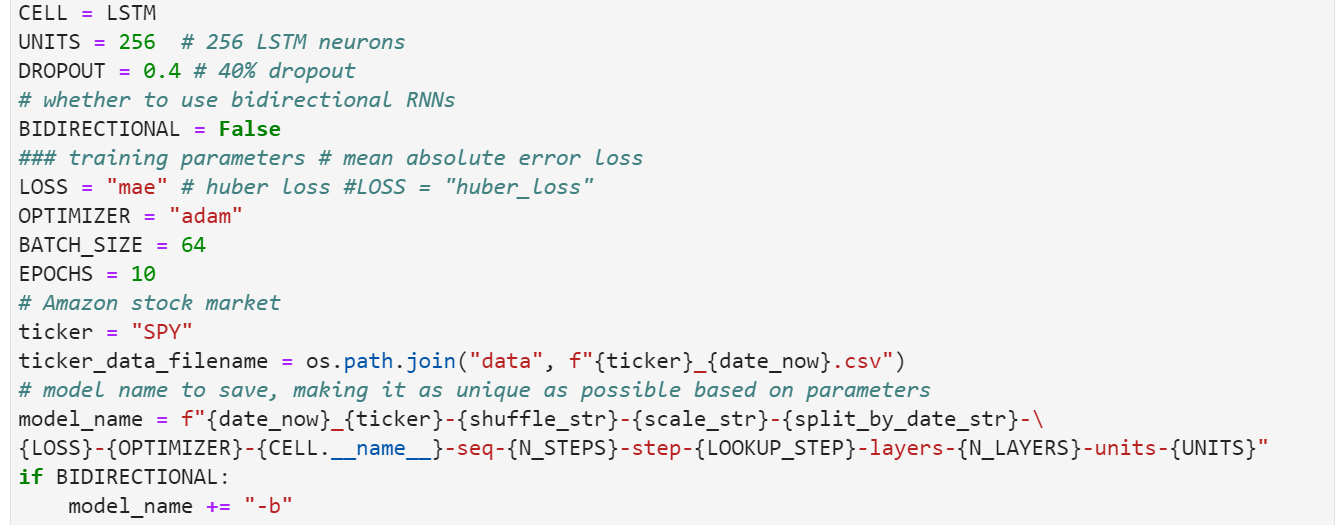 CELL = LSTM
UNITS = 256  # 256 LSTM neurons
DROPOUT = 0.4 # 40% dropout
# whether to use bidirectional RNNs
BIDIRECTIONAL = False
### training parameters # mean absolute error loss
LOSS = "mae" # huber loss #LOSS = "huber_loss"
OPTIMIZER = "adam"
BATCH_SIZE = 64
EPOCHS = 10
# Amazon stock market
ticker = "SPY"
ticker_data_filename = os.path.join("data", f"{ticker}_{date_now}.csv")
# model name to save, making it as unique as possible based on parameters
model_name = f"{date_now}_{ticker}-{shuffle_str}-{scale_str}-{split_by_date_str}-\
{LOSS}-{OPTIMIZER}-{CELL.__name__}-seq-{N_STEPS}-step-{LOOKUP_STEP}-layers-{N_LAYERS}-units-{UNITS}"
if BIDIRECTIONAL:
    model_name += "-b"